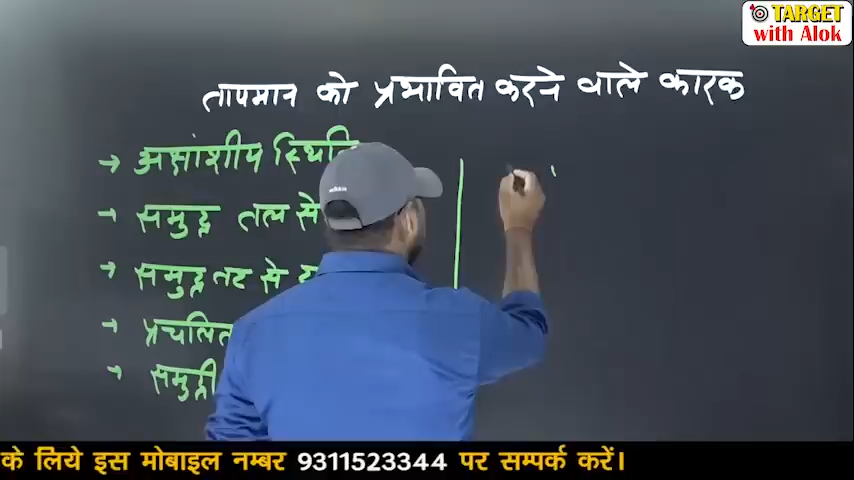 TARGET
with Alok
तापमान को प्रभावित करने वाले कारक
→ अक्षांशीय स्थिति
→ समुद्र तल से
→ समुद्र तट से
→ प्रचलित
→ समुद्री
के लिये इस मोबाइल नम्बर 9311523344 पर सम्पर्क करें।